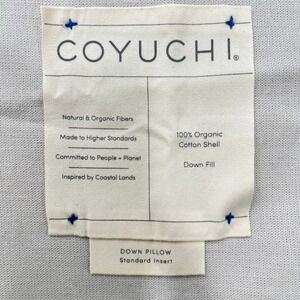 COYUCHI®
Natural & Organic Fibers
Made to Higher Standards
Committed to People + Planet
Inspired by Coastal Lands
100% Organic
Cotton Shell
Down Fill
DOWN PILLOW
Standard Insert